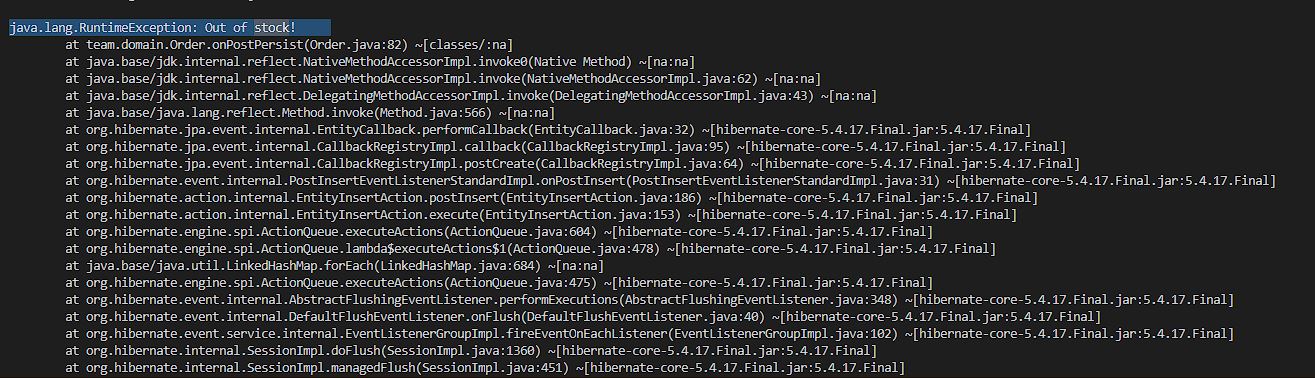 java.lang.RuntimeException: Out of stock!
at team.domain.Order.onPostPersist(Order.java:82) ~[classes/:na]
at java.base/jdk.internal.reflect.NativeMethodAccessorImpl.invoke0(Native Method) ~[na:na]
at java.base/jdk.internal.reflect.NativeMethodAccessorImpl.invoke(NativeMethodAccessorImpl.java:62) ~[na:na]
at java.base/jdk.internal.reflect.DelegatingMethodAccessorImpl.invoke(DelegatingMethodAccessorImpl.java:43) ~[na:na]
at java.base/java.lang.reflect.Method.invoke(Method.java:566) ~[na:na]
at org.hibernate.jpa.event.internal.EntityCallback.performCallback(EntityCallback.java:32) ~[hibernate-core-5.4.17.Final.jar:5.4.17.Final]
at org.hibernate.jpa.event.internal.CallbackRegistryImpl.callback(CallbackRegistryImpl.java:95) ~[hibernate-core-5.4.17.Final.jar:5.4.17.Final]
at org.hibernate.jpa.event.internal.CallbackRegistryImpl.postCreate(CallbackRegistryImpl.java:64) ~[hibernate-core-5.4.17.Final.jar:5.4.17.Final]
at org.hibernate.event.internal.PostInsertEventListenerStandardImpl.onPostInsert(PostInsertEventListenerStandardImpl.java:31) ~[hibernate-core-5.4.17.Final.jar:5.4.17.Final]
at org.hibernate.action.internal.EntityInsertAction.postInsert(EntityInsertAction.java:186) ~[hibernate-core-5.4.17.Final.jar:5.4.17.Final]
at org.hibernate.action.internal.EntityInsertAction.execute(EntityInsertAction.java:153) ~[hibernate-core-5.4.17.Final.jar:5.4.17.Final]
at org.hibernate.engine.spi.ActionQueue.executeActions(ActionQueue.java:604) ~[hibernate-core-5.4.17.Final.jar:5.4.17.Final]
at org.hibernate.engine.spi.ActionQueue.lambda$executeActions$1(ActionQueue.java:478) ~[hibernate-core-5.4.17.Final.jar:5.4.17.Final]
at java.base/java.util.LinkedHashMap.forEach(LinkedHashMap.java:684) ~[na:na]
at org.hibernate.engine.spi.ActionQueue.executeActions(ActionQueue.java:475) ~[hibernate-core-5.4.17.Final.jar:5.4.17.Final]
at org.hibernate.event.internal.AbstractFlushingEventListener.performExecutions(AbstractFlushingEventListener.java:348) ~[hibernate-core-5.4.17.Final.jar:5.4.17.Final]
at org.hibernate.event.internal.DefaultFlushEventListener.onFlush(DefaultFlushEventListener.java:40) ~[hibernate-core-5.4.17.Final.jar:5.4.17.Final]
at org.hibernate.event.service.internal.EventListenerGroupImpl.fireEventOnEachListener(EventListenerGroupImpl.java:102) ~[hibernate-core-5.4.17.Final.jar:5.4.17.Final]
at org.hibernate.internal.SessionImpl.doFlush(SessionImpl.java:1360) ~[hibernate-core-5.4.17.Final.jar:5.4.17.Final]
at org.hibernate.internal.SessionImpl.managedFlush(SessionImpl.java:451) ~[hibernate-core-5.4.17.Final.jar:5.4.17.Final]